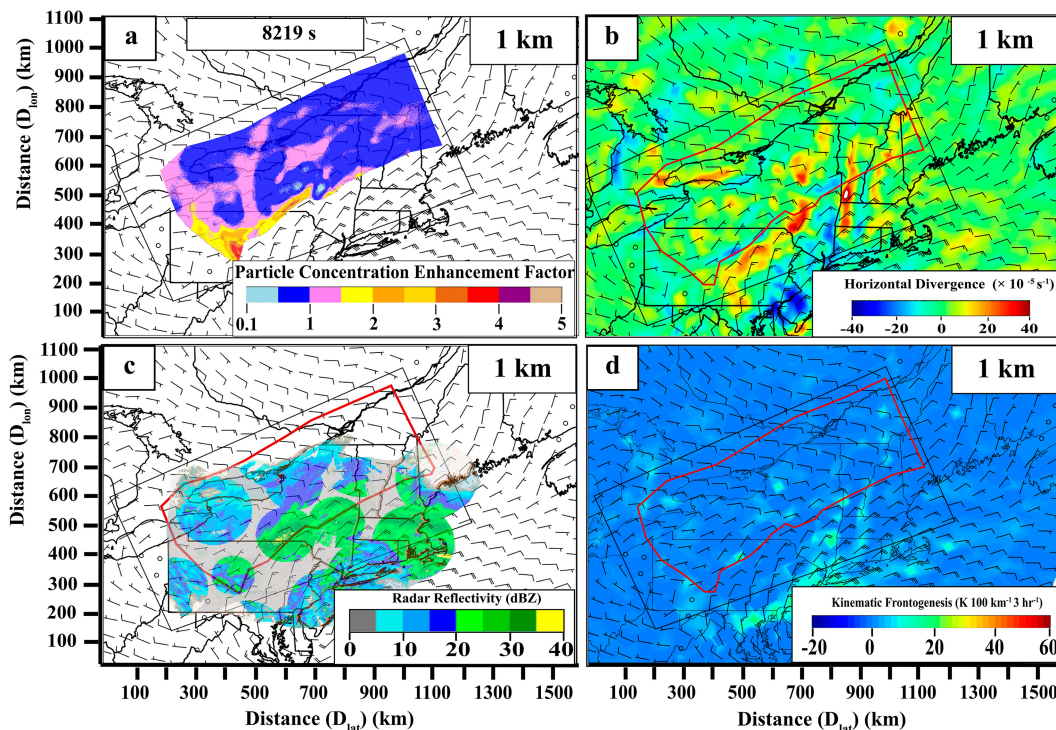 a
8219 s
1 km
b
1 km
1100
1000
900
800
700
600
500
400
300
200
100
Distance (D_lon) (km)
Particle Concentration Enhancement Factor
0.1 1 2 3 4 5
Horizontal Divergence (× 10 ⁻⁵ s⁻¹)
−40 −20 0 20 40
c
1 km
d
1 km
1100
1000
900
800
700
600
500
400
300
200
100
Distance (D_lon) (km)
Radar Reflectivity (dBZ)
0 10 20 30 40
Kinematic Frontogenesis (K 100 km⁻¹ 3 hr⁻¹)
-20 0 20 40 60
100 300 500 700 900 1100 1300 1500
100 300 500 700 900 1100 1300 1500
Distance (D_lat) (km)
Distance (D_lat) (km)